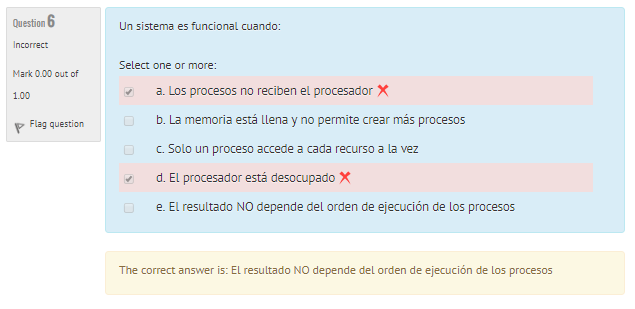 Question 6
Incorrect
Mark 0.00 out of
1.00
Flag question
Un sistema es funcional cuando:
Select one or more:
a. Los procesos no reciben el procesador
b. La memoria está llena y no permite crear más procesos
c. Solo un proceso accede a cada recurso a la vez
d. El procesador está desocupado
e. El resultado NO depende del orden de ejecución de los procesos
The correct answer is: El resultado NO depende del orden de ejecución de los procesos